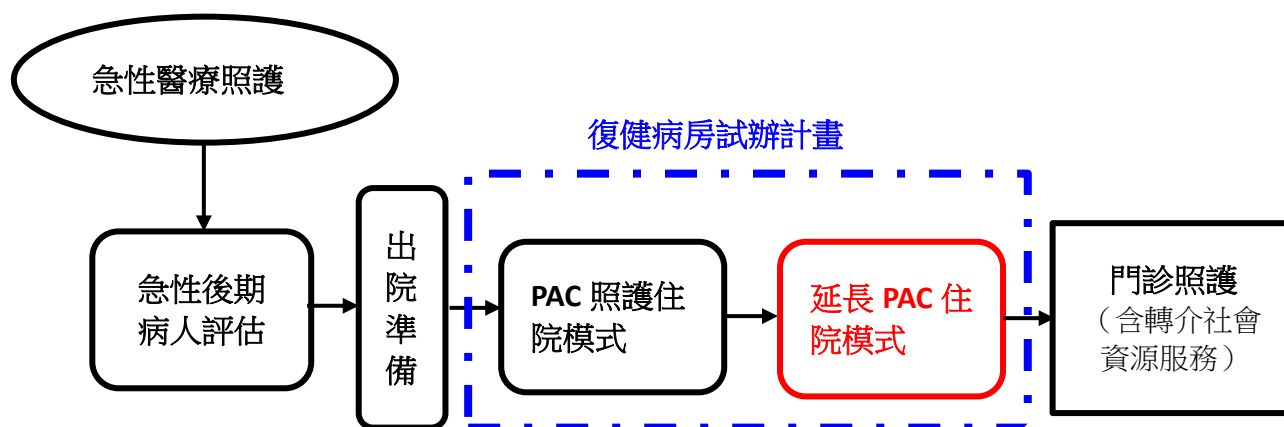 急性醫療照護
復健病房試辦計畫
急性後期
病人評估
出
院
準
備
PAC 照護住
院模式
延長 PAC 住
院模式
門診照護
（含轉介社會
資源服務）